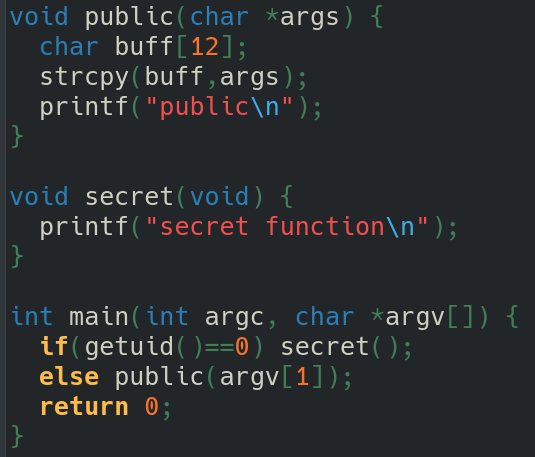 void public(char *args) {
  char buff[12];
  strcpy(buff,args);
  printf("public\n");
}

void secret(void) {
  printf("secret function\n");
}

int main(int argc, char *argv[]) {
  if(getuid()==0) secret();
  else public(argv[1]);
  return 0;
}